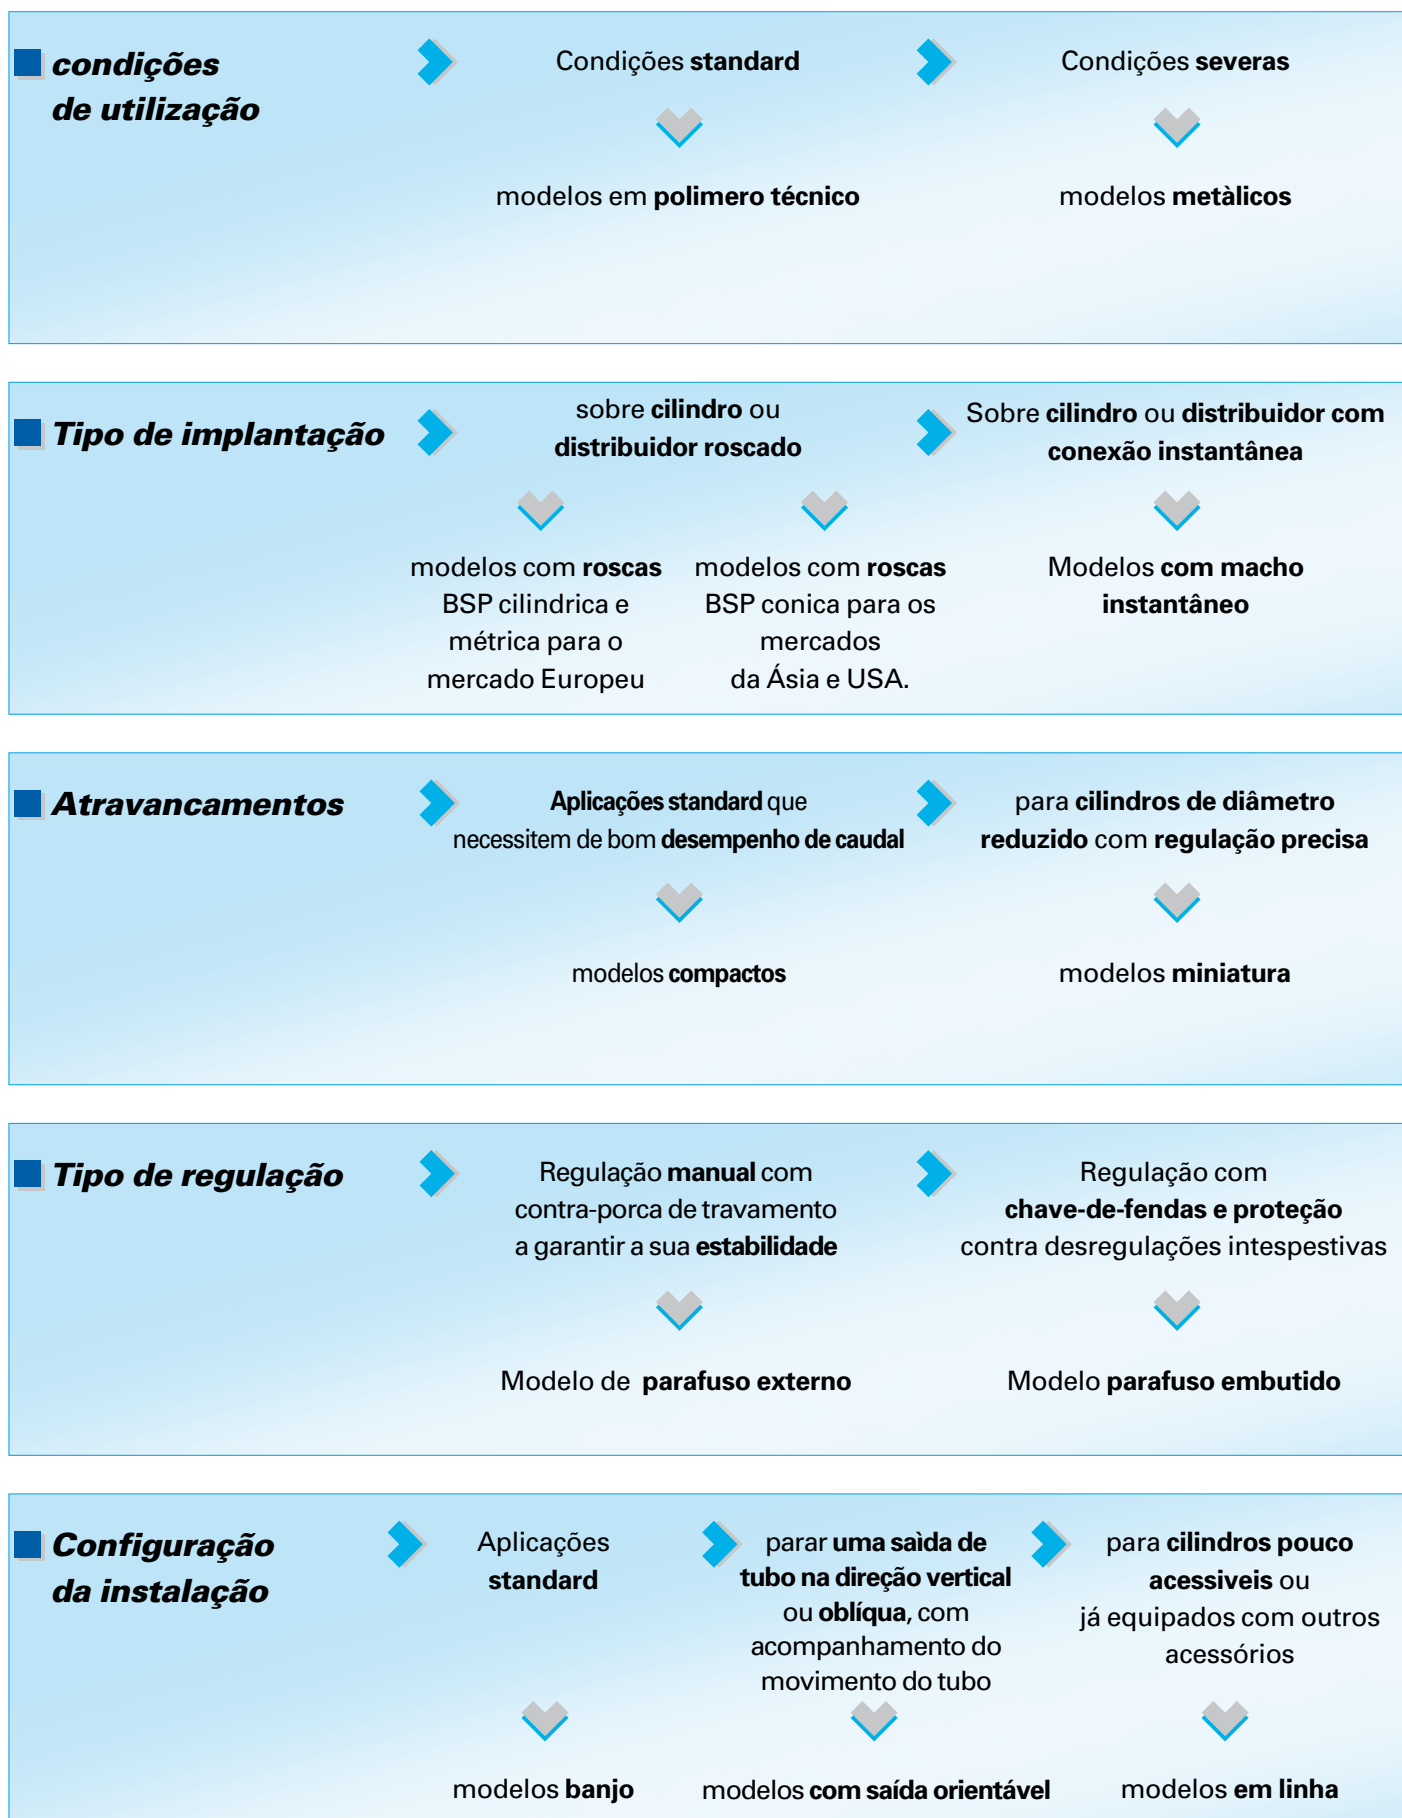 condições
de utilização
Condições standard
Condições severas
modelos em polimero técnico
modelos metàlicos
Tipo de implantação
sobre cilindro ou
distribuidor roscado
Sobre cilindro ou distribuidor com
conexão instantânea
modelos com roscas
BSP cilindrica e
métrica para o
mercado Europeu
modelos com roscas
BSP conica para os
mercados
da Ásia e USA.
Modelos com macho
instantâneo
Atravancamentos
Aplicações standard que
necessitem de bom desempenho de caudal
para cilindros de diâmetro
reduzido com regulação precisa
modelos compactos
modelos miniatura
Tipo de regulação
Regulação manual com
contra-porca de travamento
a garantir a sua estabilidade
Regulação com
chave-de-fendas e proteção
contra desregulações intespestivas
Modelo de parafuso externo
Modelo parafuso embutido
Configuração
da instalação
Aplicações
standard
parar uma saìda de
tubo na direção vertical
ou oblíqua, com
acompanhamento do
movimento do tubo
para cilindros pouco
acessiveis ou
já equipados com outros
acessórios
modelos banjo
modelos com saída orientável
modelos em linha